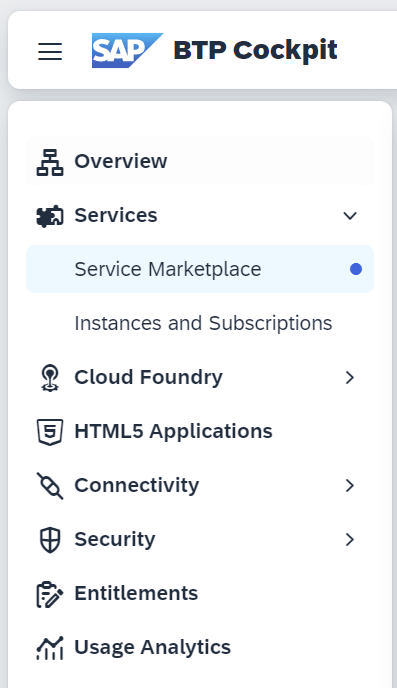 SAP BTP Cockpit
Overview
Services
Service Marketplace
Instances and Subscriptions
Cloud Foundry
HTML5 Applications
Connectivity
Security
Entitlements
Usage Analytics